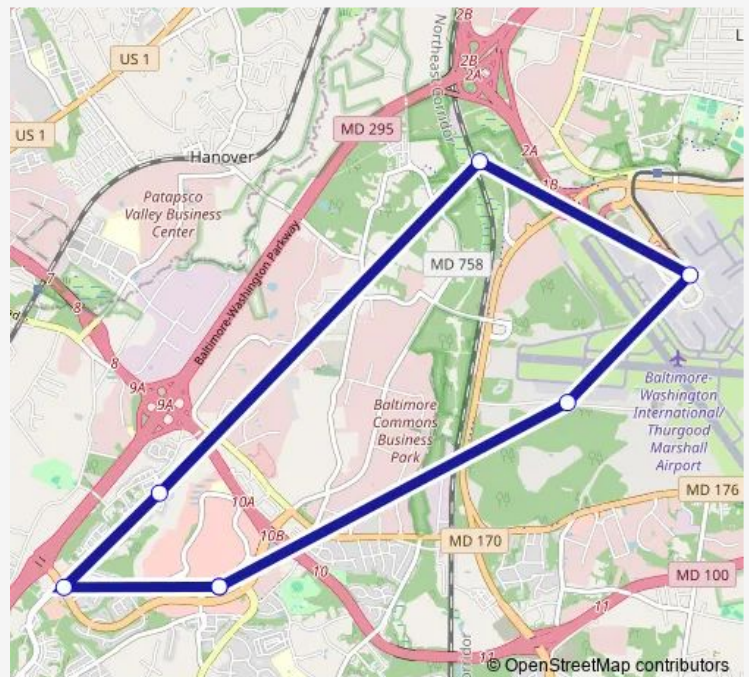 2B
US 1
Northeast Corridor
2B
2A
US 1
MD 295
Hanover
2A
1B
Patapsco
Valley Business
Center
MD 758
Baltimore-Washington Parkway
7
8
8
9A
9A
Baltimore
Commons
Business
Park
Baltimore-
Washington
International/
Thurgood
Marshall
Airport
10A
MD 176
10B
MD 170
11
10
MD 100
11
11
© OpenStreetMap contributors